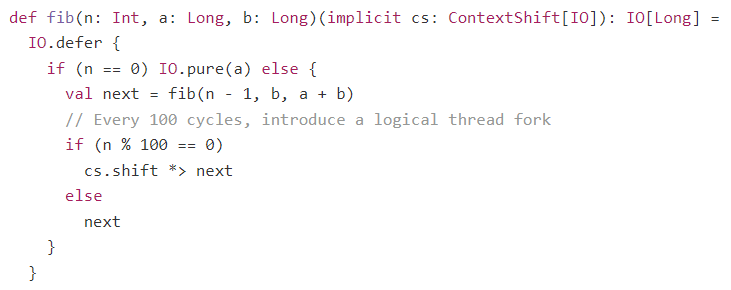 def fib(n: Int, a: Long, b: Long)(implicit cs: ContextShift[IO]): IO[Long] =
  IO.defer {
    if (n == 0) IO.pure(a) else {
      val next = fib(n - 1, b, a + b)
      // Every 100 cycles, introduce a logical thread fork
      if (n % 100 == 0)
        cs.shift *> next
      else
        next
    }
  }